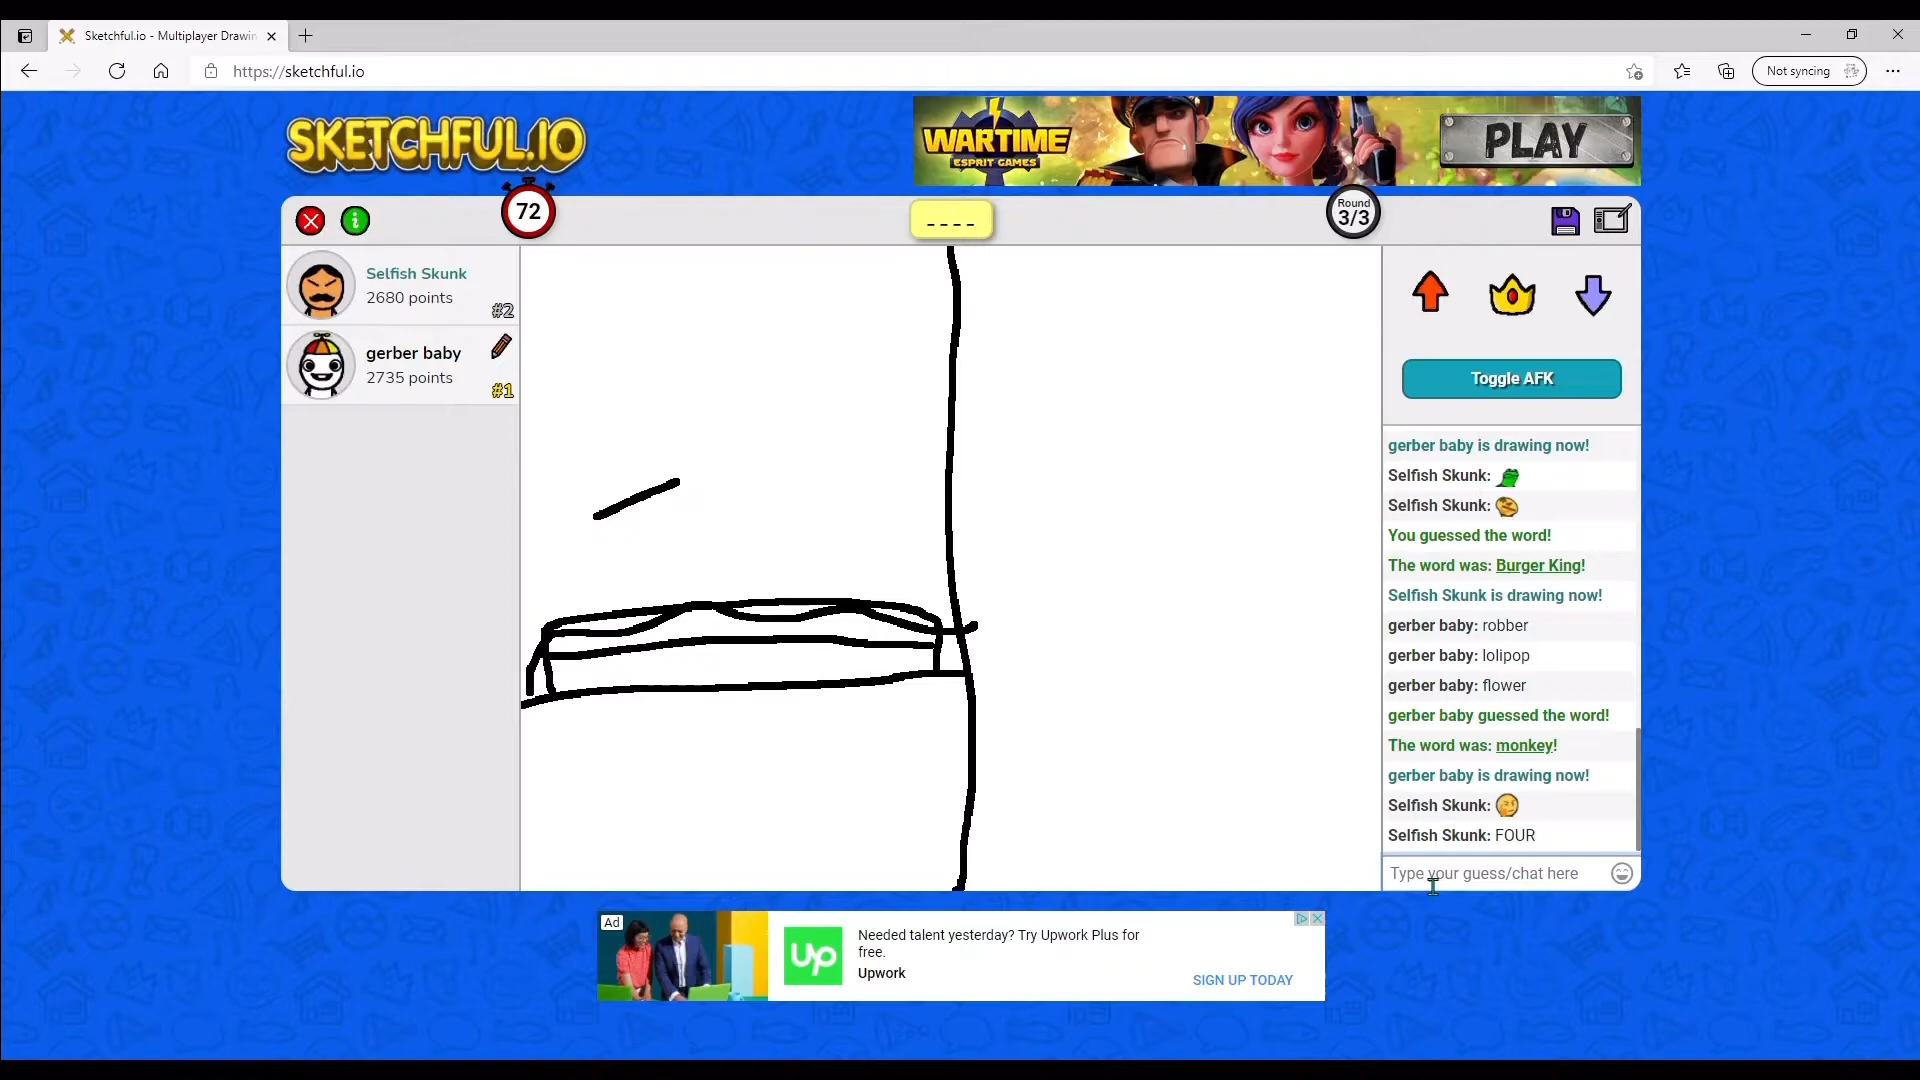 Sketchful.io - Multiplayer Drawin
https://sketchful.io
Not syncing
SKETCHFUL.IO
WARTIME
ESPRIT GAMES
PLAY
72
_ _ _ _
Round
3/3
Selfish Skunk
2680 points
#2
gerber baby
2735 points
#1
Toggle AFK
gerber baby is drawing now!
Selfish Skunk:
Selfish Skunk:
You guessed the word!
The word was: Burger King!
Selfish Skunk is drawing now!
gerber baby: robber
gerber baby: lolipop
gerber baby: flower
gerber baby guessed the word!
The word was: monkey!
gerber baby is drawing now!
Selfish Skunk:
Selfish Skunk: FOUR
Type your guess/chat here
Ad
Up
Needed talent yesterday? Try Upwork Plus for
free.
Upwork
SIGN UP TODAY